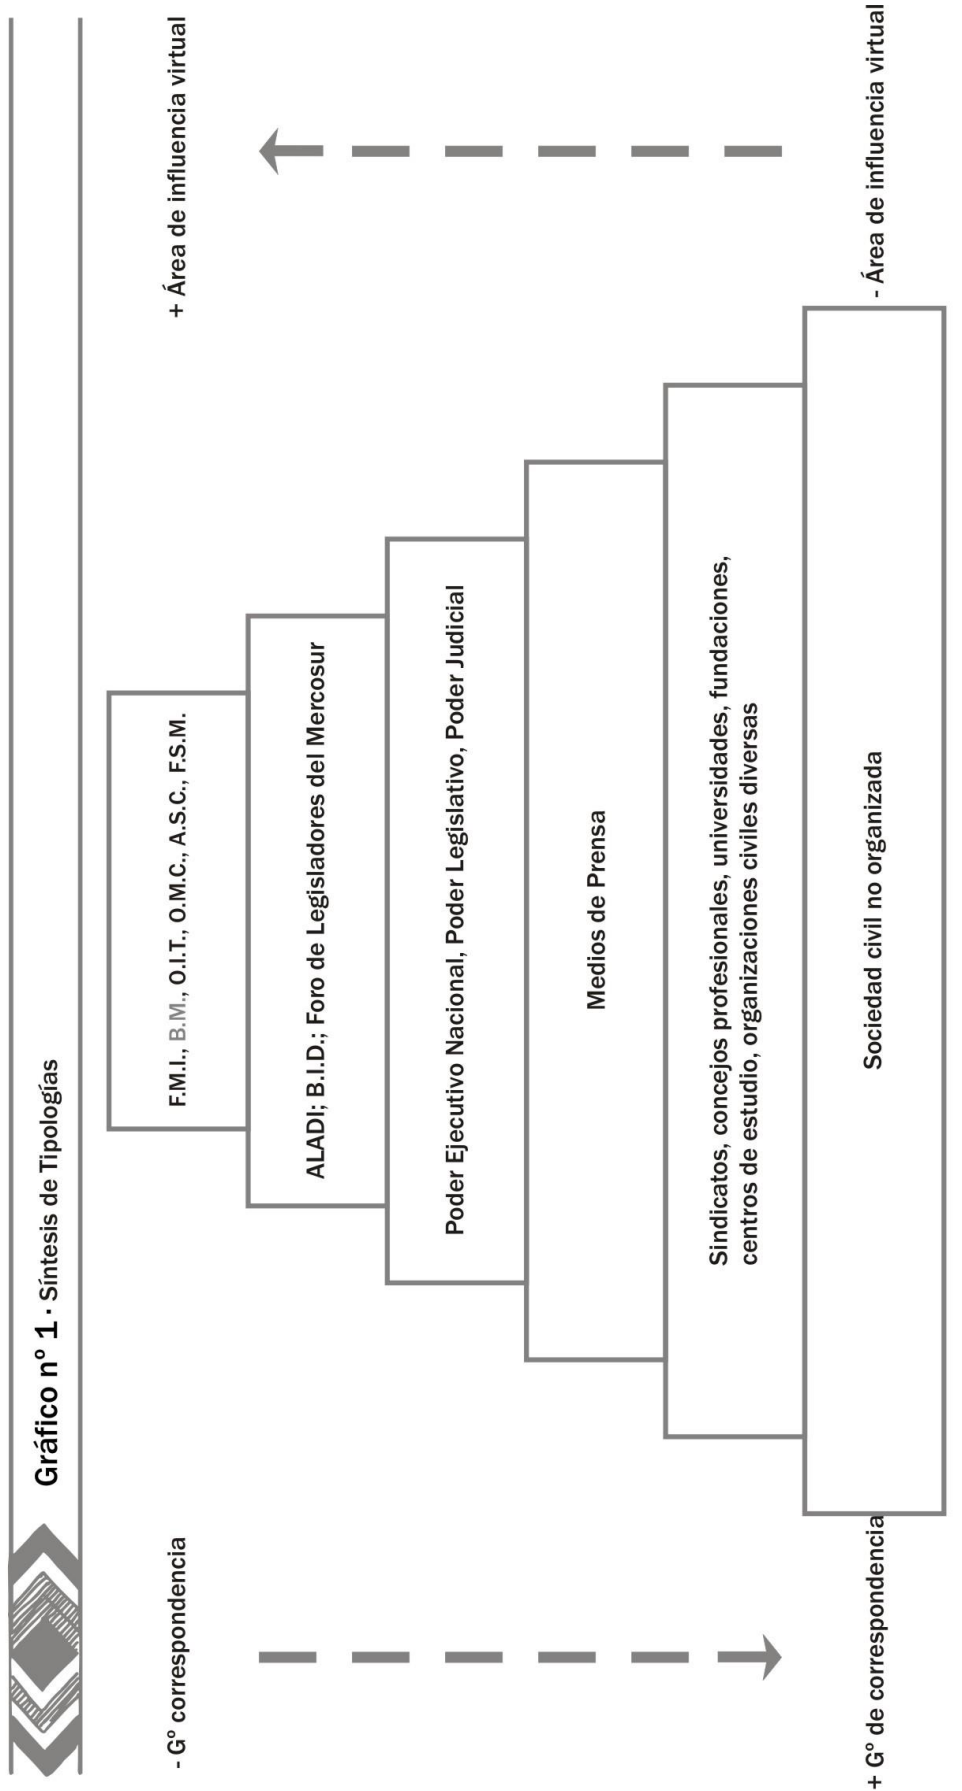 Gráfico nº 1 · Síntesis de Tipologías
- Gº correspondencia
+ Área de influencia virtual
F.M.I., B.M., O.I.T., O.M.C., A.S.C., F.S.M.
ALADI; B.I.D.; Foro de Legisladores del Mercosur
Poder Ejecutivo Nacional, Poder Legislativo, Poder Judicial
Medios de Prensa
Sindicatos, concejos profesionales, universidades, fundaciones,
centros de estudio, organizaciones civiles diversas
Sociedad civil no organizada
+ Gº de correspondencia
- Área de influencia virtual